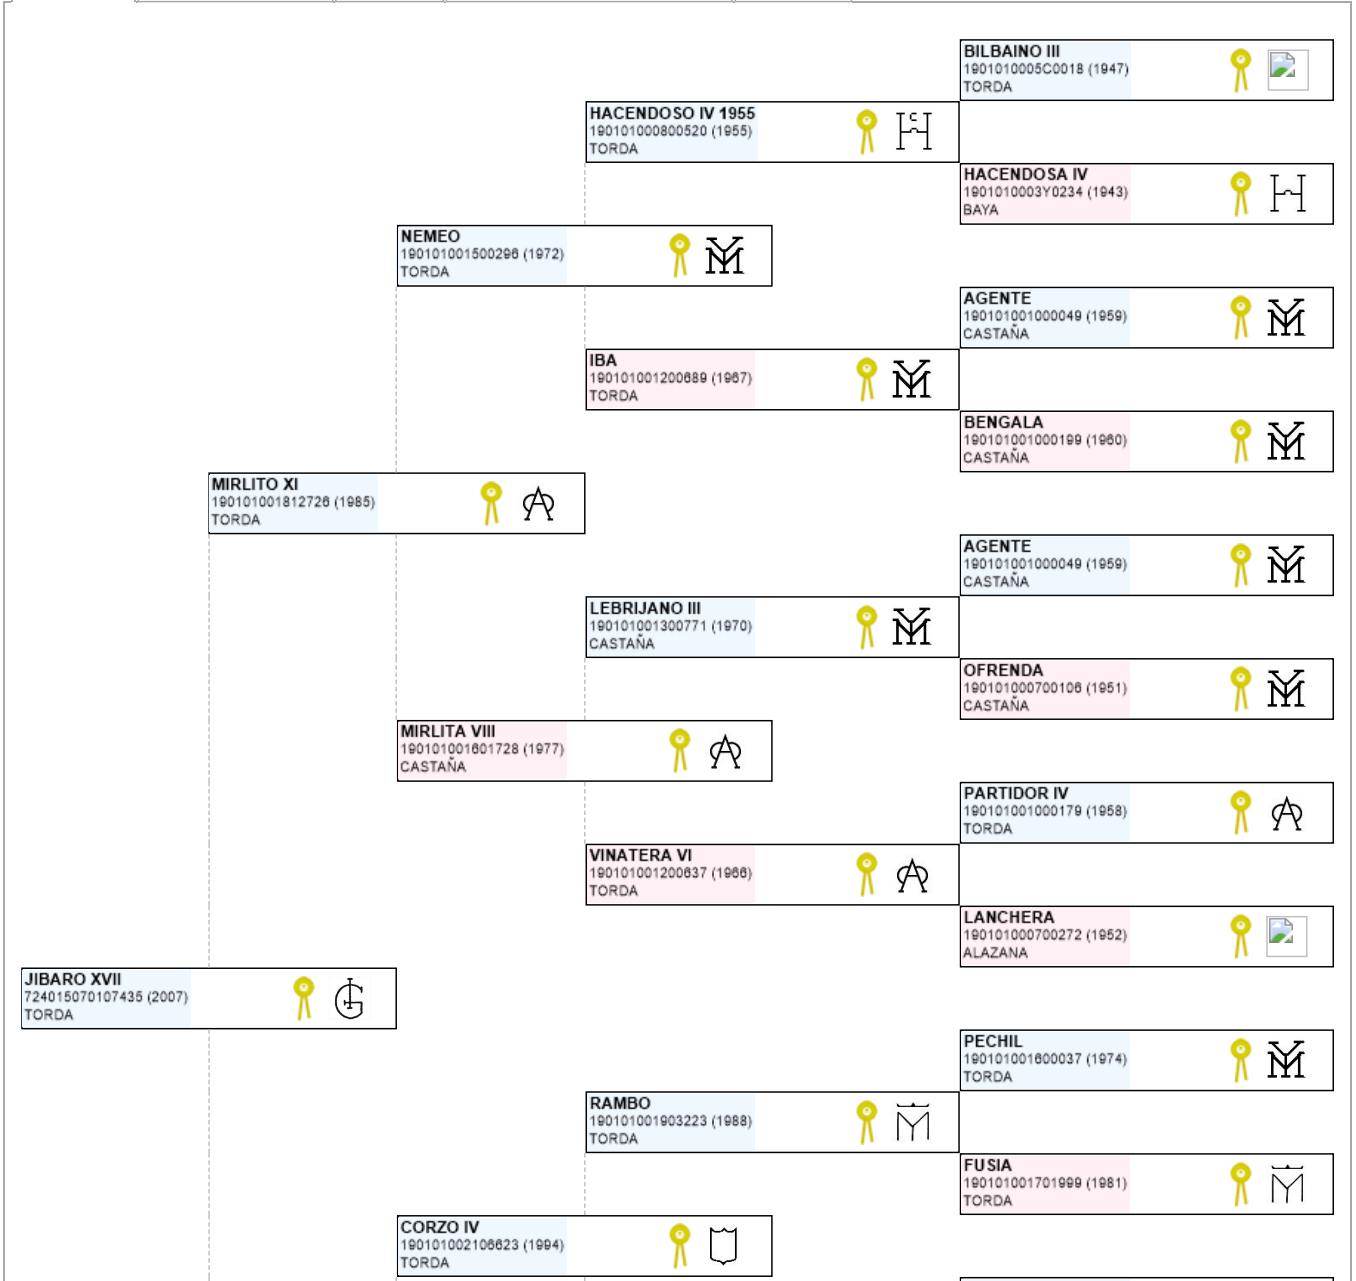 BILBAINO III
1901010005C0018 (1947)
TORDA
HACENDOSO IV 1955
190101000800520 (1955)
TORDA
HACENDOSA IV
1901010003Y0234 (1943)
BAYA
NEMEO
190101001500296 (1972)
TORDA
AGENTE
190101001000049 (1959)
CASTAÑA
IBA
190101001200689 (1967)
TORDA
BENGALA
190101001000199 (1960)
CASTAÑA
MIRLITO XI
190101001812726 (1985)
TORDA
AGENTE
190101001000049 (1959)
CASTAÑA
LEBRIJANO III
190101001300771 (1970)
CASTAÑA
OFRENDA
190101000700106 (1951)
CASTAÑA
MIRLITA VIII
190101001601728 (1977)
CASTAÑA
PARTIDOR IV
190101001000179 (1958)
TORDA
VINATERA VI
190101001200637 (1966)
TORDA
LANCHERA
190101000700272 (1952)
ALAZANA
JIBARO XVII
724015070107435 (2007)
TORDA
PECHIL
190101001600037 (1974)
TORDA
RAMBO
190101001903223 (1988)
TORDA
FUSIA
190101001701999 (1981)
TORDA
CORZO IV
190101002106623 (1994)
TORDA